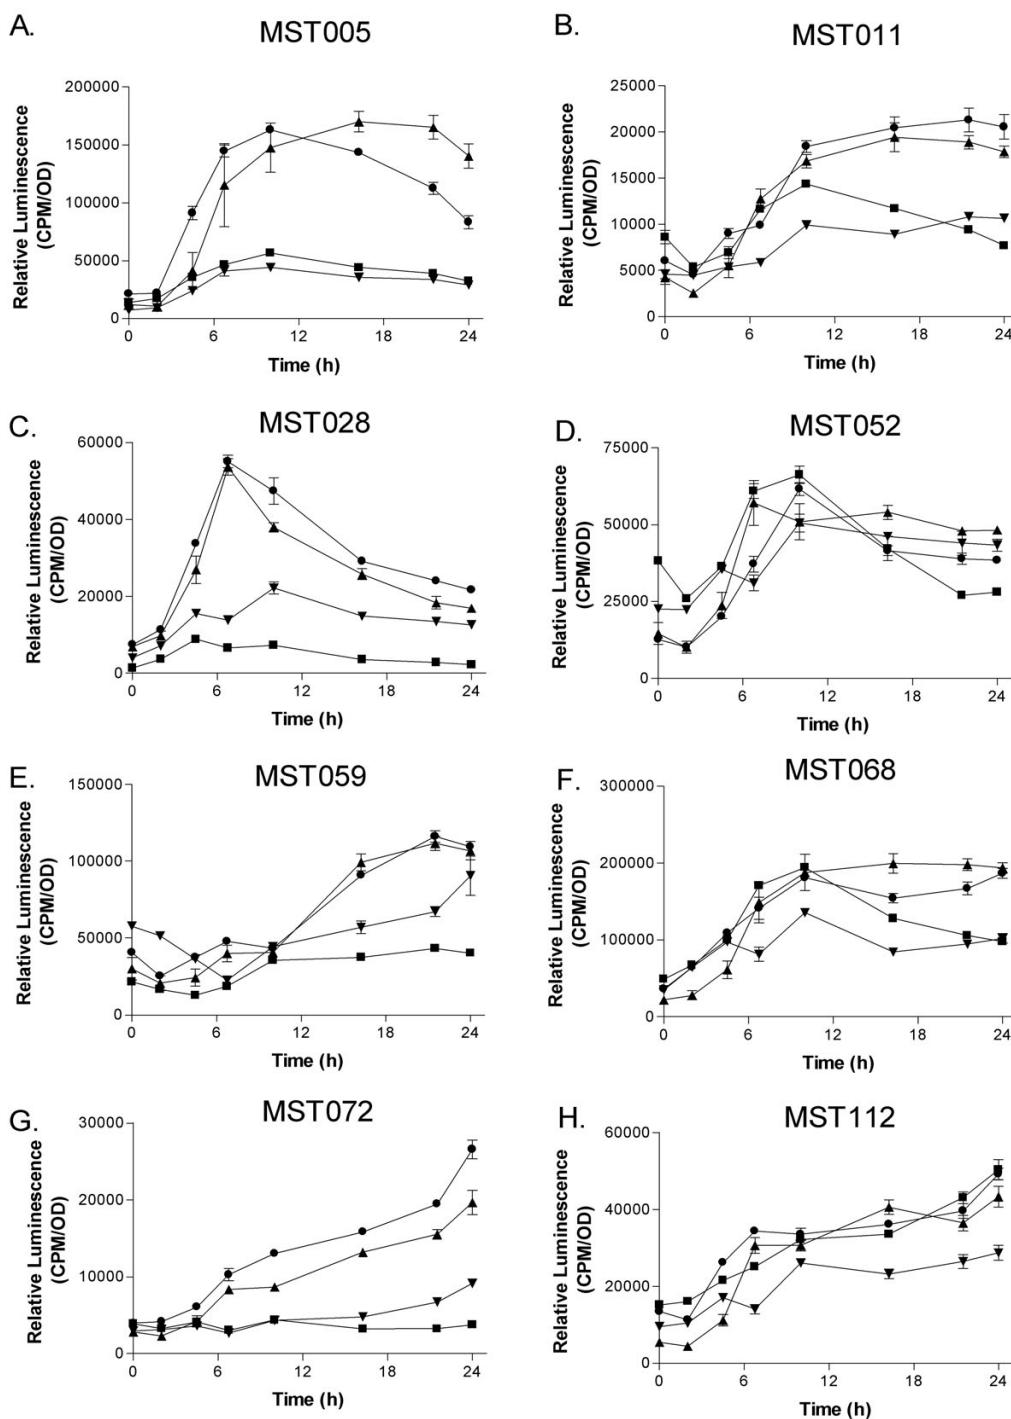 A.
MST005
Relative Luminescence
(CPM/OD)
200000
150000
100000
50000
0
0 6 12 18 24
Time (h)
B.
MST011
Relative Luminescence
(CPM/OD)
25000
20000
15000
10000
5000
0
0 6 12 18 24
Time (h)
C.
MST028
Relative Luminescence
(CPM/OD)
60000
40000
20000
0
0 6 12 18 24
Time (h)
D.
MST052
Relative Luminescence
(CPM/OD)
75000
50000
25000
0
0 6 12 18 24
Time (h)
E.
MST059
Relative Luminescence
(CPM/OD)
150000
100000
50000
0
0 6 12 18 24
Time (h)
F.
MST068
Relative Luminescence
(CPM/OD)
300000
200000
100000
0
0 6 12 18 24
Time (h)
G.
MST072
Relative Luminescence
(CPM/OD)
30000
20000
10000
0
0 6 12 18 24
Time (h)
H.
MST112
Relative Luminescence
(CPM/OD)
60000
40000
20000
0
0 6 12 18 24
Time (h)